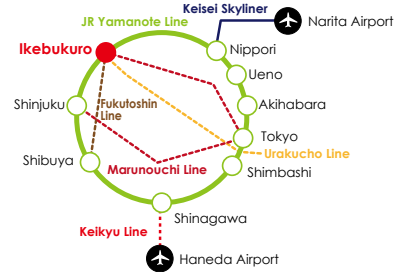 Keisei Skyliner
JR Yamanote Line
Narita Airport
Ikebukuro
Nippori
Ueno
Shinjuku
Fukutoshin
Line
Akihabara
Tokyo
Urakucho Line
Shibuya
Marunouchi Line
Shimbashi
Shinagawa
Keikyu Line
Haneda Airport